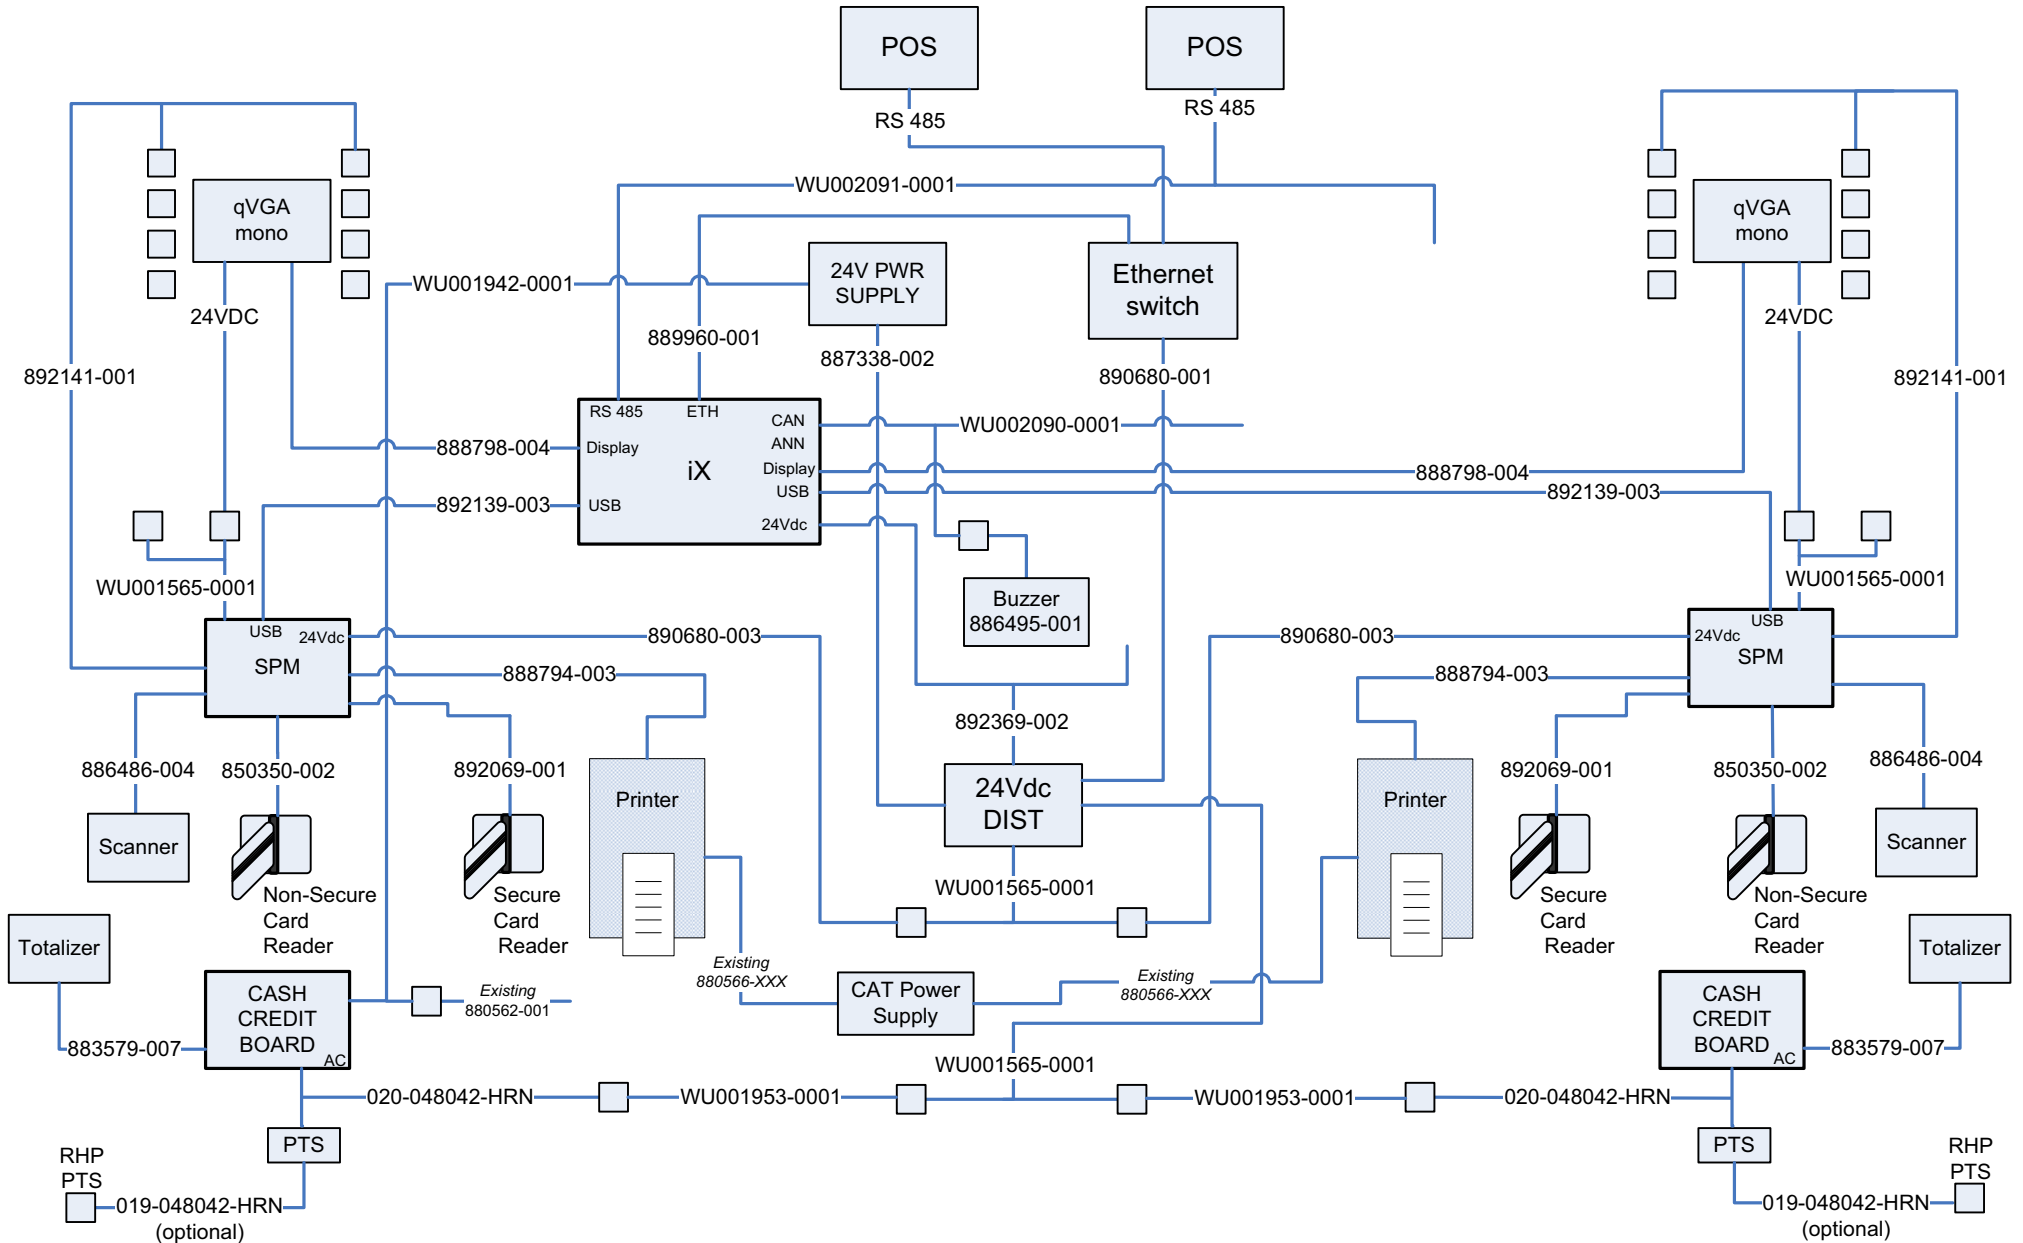 POS
POS
RS 485
RS 485
WU002091-0001
qVGA
mono
qVGA
mono
24V PWR
SUPPLY
Ethernet
switch
WU001942-0001
24VDC
24VDC
889960-001
887338-002
890680-001
892141-001
892141-001
RS 485
ETH
CAN
ANN
Display
USB
24Vdc
Display
USB
iX
WU002090-0001
888798-004
888798-004
892139-003
892139-003
WU001565-0001
WU001565-0001
Buzzer
886495-001
USB
24Vdc
SPM
890680-003
890680-003
USB
24Vdc
SPM
888794-003
888794-003
892369-002
886486-004
850350-002
892069-001
892069-001
850350-002
886486-004
24Vdc
DIST
Printer
Printer
Scanner
Scanner
Non-Secure
Card
Reader
Secure
Card
Reader
WU001565-0001
Secure
Card
Reader
Non-Secure
Card
Reader
Totalizer
Totalizer
Existing
880566-XXX
Existing
880566-XXX
CAT Power
Supply
CASH
CREDIT
BOARD
AC
Existing
880562-001
CASH
CREDIT
BOARD
AC
883579-007
883579-007
WU001565-0001
020-048042-HRN
WU001953-0001
WU001953-0001
020-048042-HRN
PTS
PTS
RHP
PTS
RHP
PTS
019-048042-HRN
(optional)
019-048042-HRN
(optional)